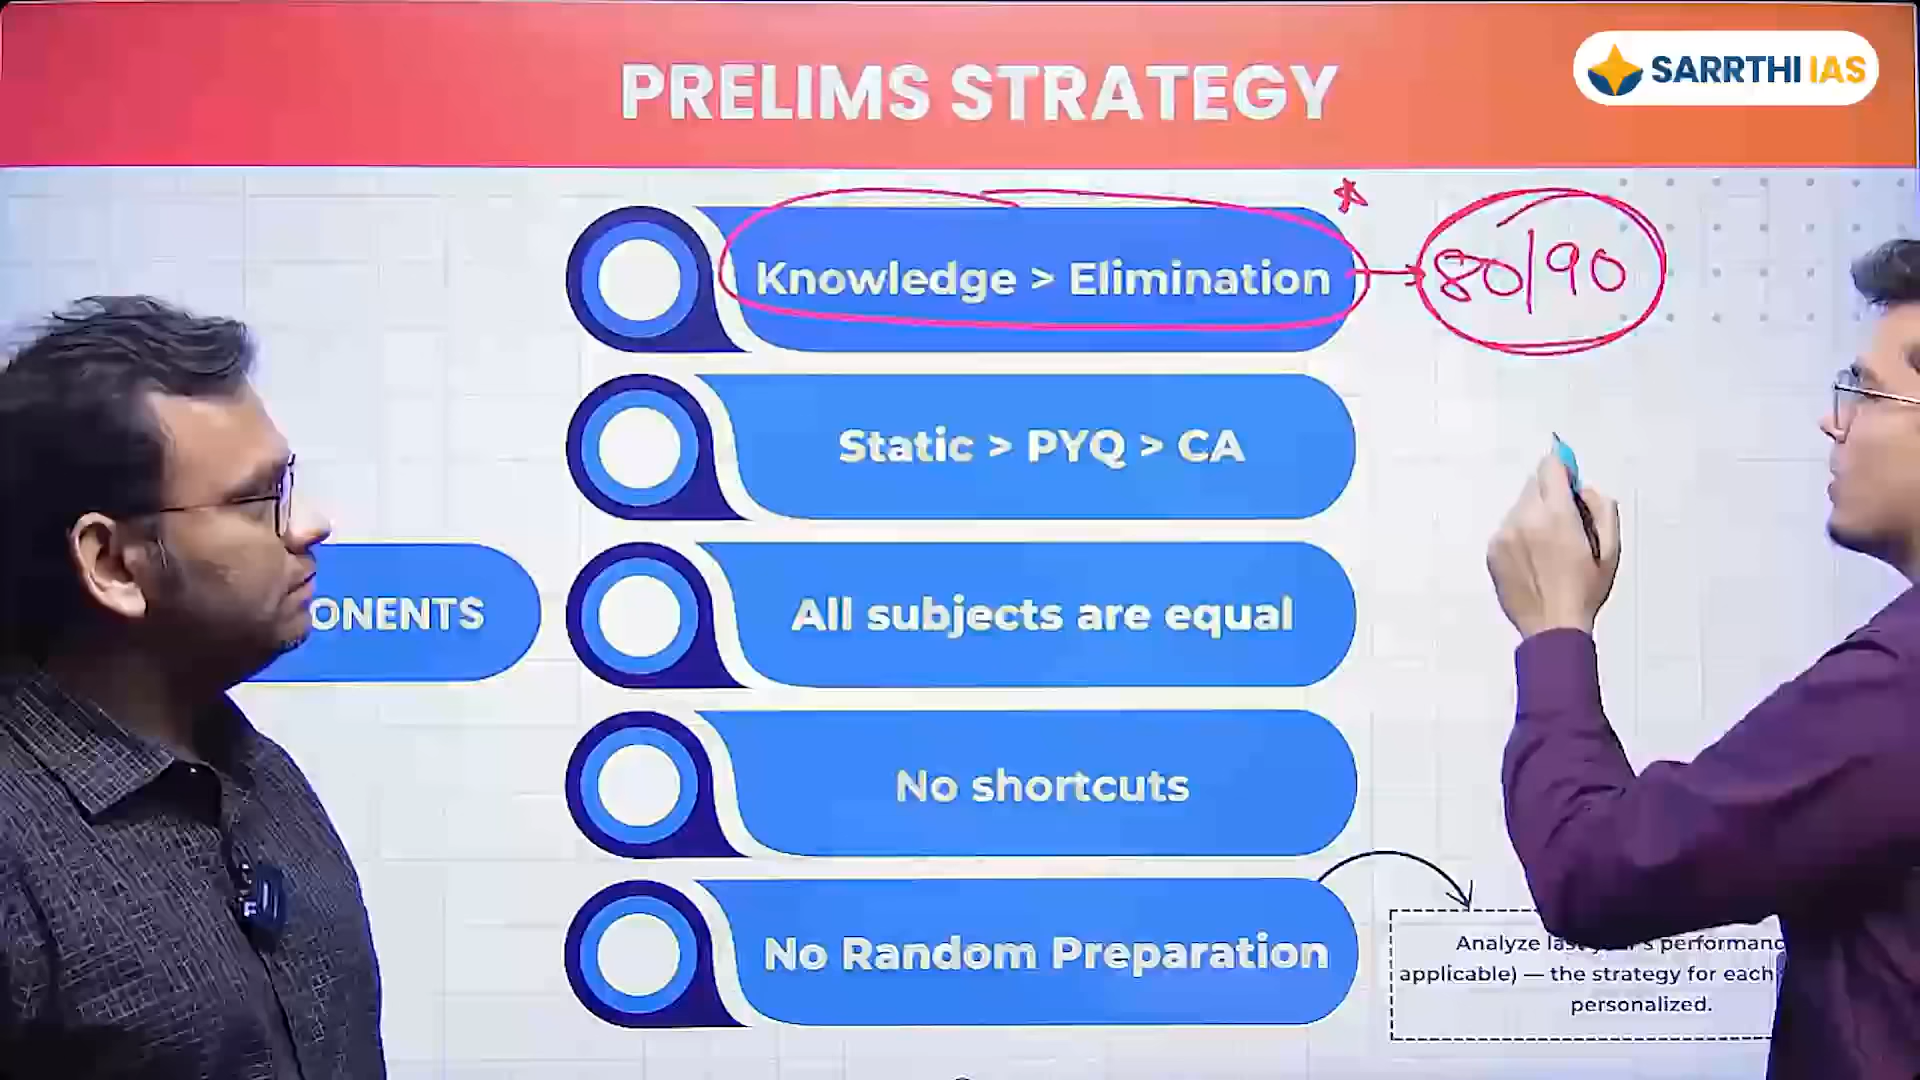 PRELIMS STRATEGY
SARRTHI IAS
Knowledge > Elimination
80/90
Static > PYQ > CA
All subjects are equal
ONENTS
No shortcuts
No Random Preparation
Analyze performanc
applicable) — the strategy for each
personalized.